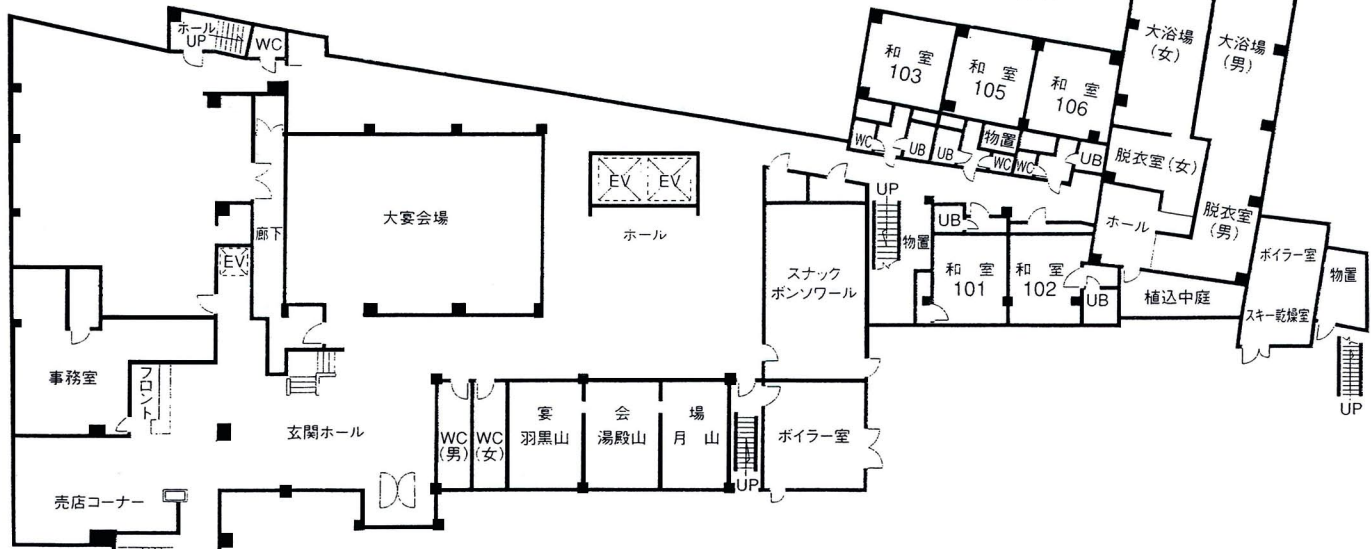 ホール
UP
WC
大浴場
(女)
大浴場
(男)
和 室
103
和 室
105
和 室
106
WC
UB
UB
物置
WC
WC
UB
脱衣室(女)
脱衣室
(男)
ホール
EV
EV
ホール
大宴会場
廊下
EV
UP
物置
UB
和 室
101
和 室
102
UB
植込中庭
ボイラー室
スキー乾燥室
物置
UP
スナック
ボンソワール
事務室
フロント
玄関ホール
売店コーナー
WC
(男)
WC
(女)
宴 会 場
羽黒山
湯殿山
月 山
UP
ボイラー室